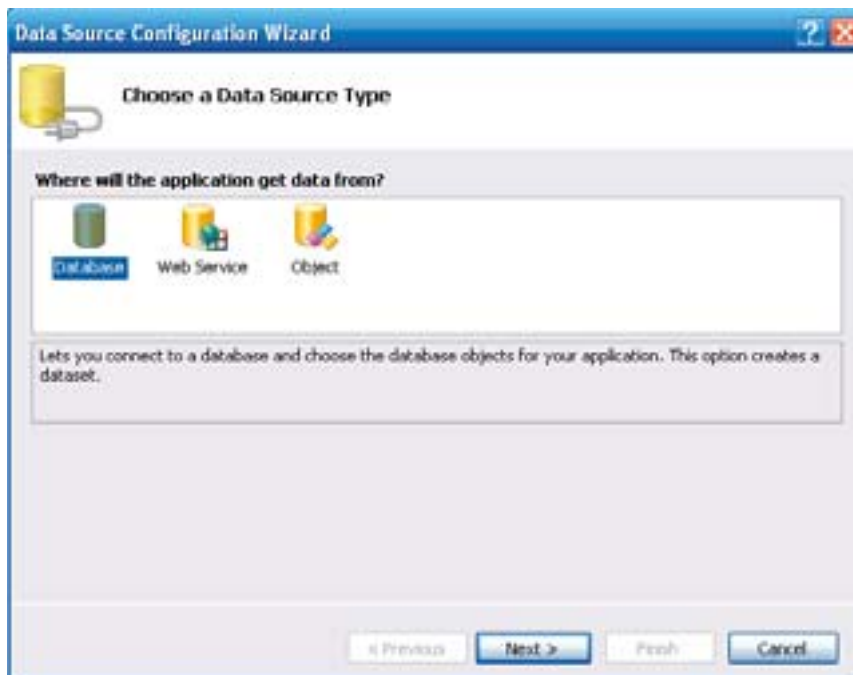 Data Source Configuration Wizard
Choose a Data Source Type
Where will the application get data from?
Database
Web Service
Object
Lets you connect to a database and choose the database objects for your application. This option creates a
dataset.
< Previous
Next >
Finish
Cancel